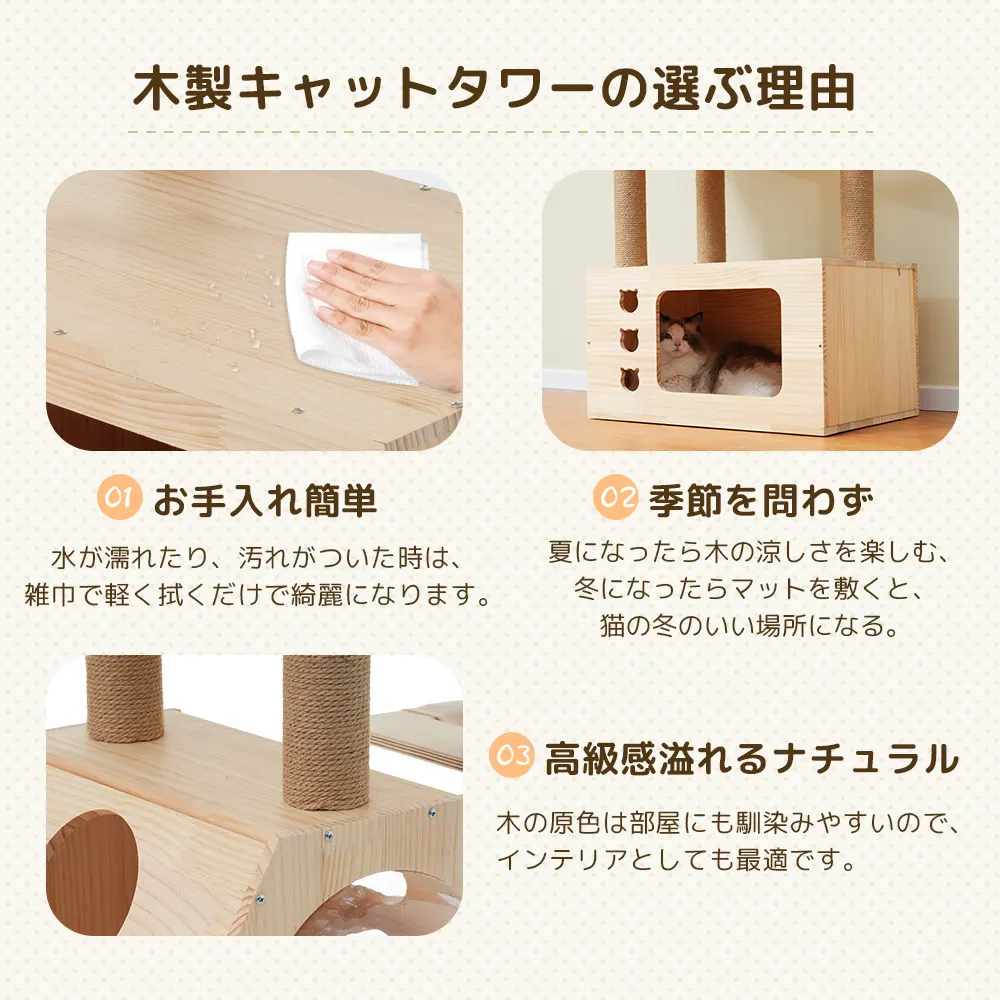 木製キャットタワーの選ぶ理由
01 お手入れ簡単
水が濡れたり、汚れがついた時は、
雑巾で軽く拭くだけで綺麗になります。
02 季節を問わず
夏になったら木の涼しさを楽しむ、
冬になったらマットを敷くと、
猫の冬のいい場所になる。
03 高級感溢れるナチュラル
木の原色は部屋にも馴染みやすいので、
インテリアとしても最適です。